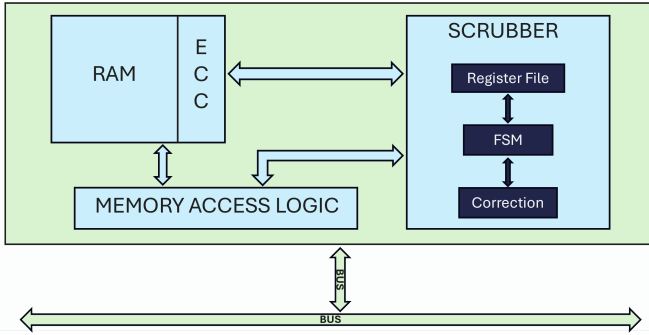 SCRUBBER
RAM
E
C
C
Register File
FSM
MEMORY ACCESS LOGIC
Correction
BUS
BUS